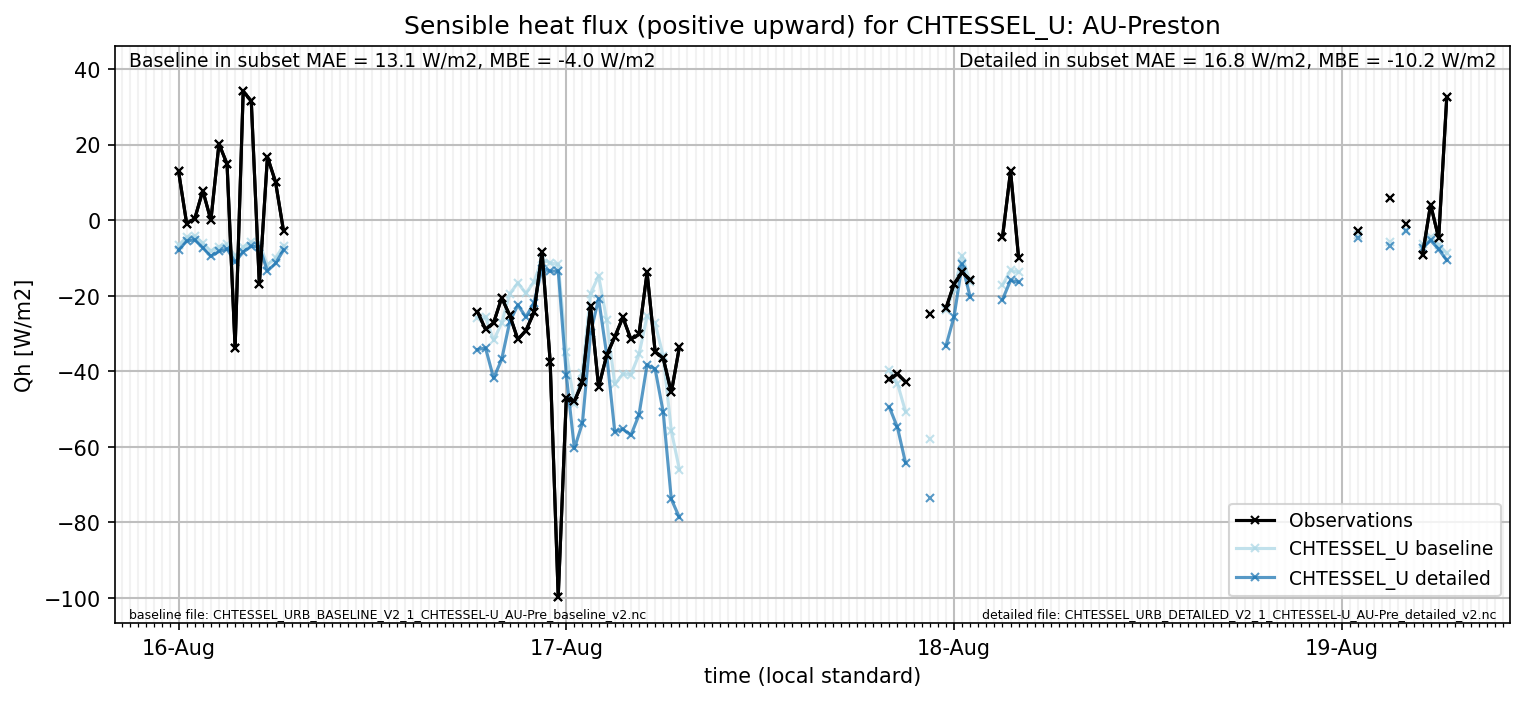 Sensible heat flux (positive upward) for CHTESSEL_U: AU-Preston
Baseline in subset MAE = 13.1 W/m2, MBE = -4.0 W/m2
Detailed in subset MAE = 16.8 W/m2, MBE = -10.2 W/m2
40
20
0
−20
−40
−60
−80
−100
Qh [W/m2]
Observations
CHTESSEL_U baseline
CHTESSEL_U detailed
baseline file: CHTESSEL_URB_BASELINE_V2_1_CHTESSEL-U_AU-Pre_baseline_v2.nc
detailed file: CHTESSEL_URB_DETAILED_V2_1_CHTESSEL-U_AU-Pre_detailed_v2.nc
16-Aug
17-Aug
18-Aug
19-Aug
time (local standard)